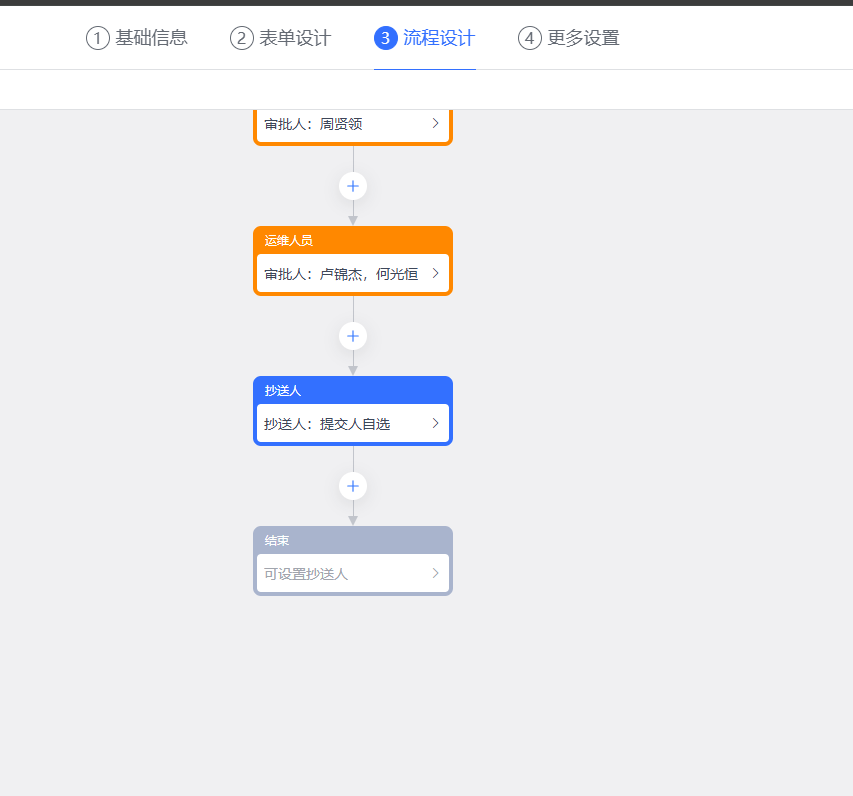 1 基础信息 2 表单设计 3 流程设计 4 更多设置
审批人：周贤领
运维人员
审批人：卢锦杰，何光恒
抄送人
抄送人：提交人自选
结束
可设置抄送人